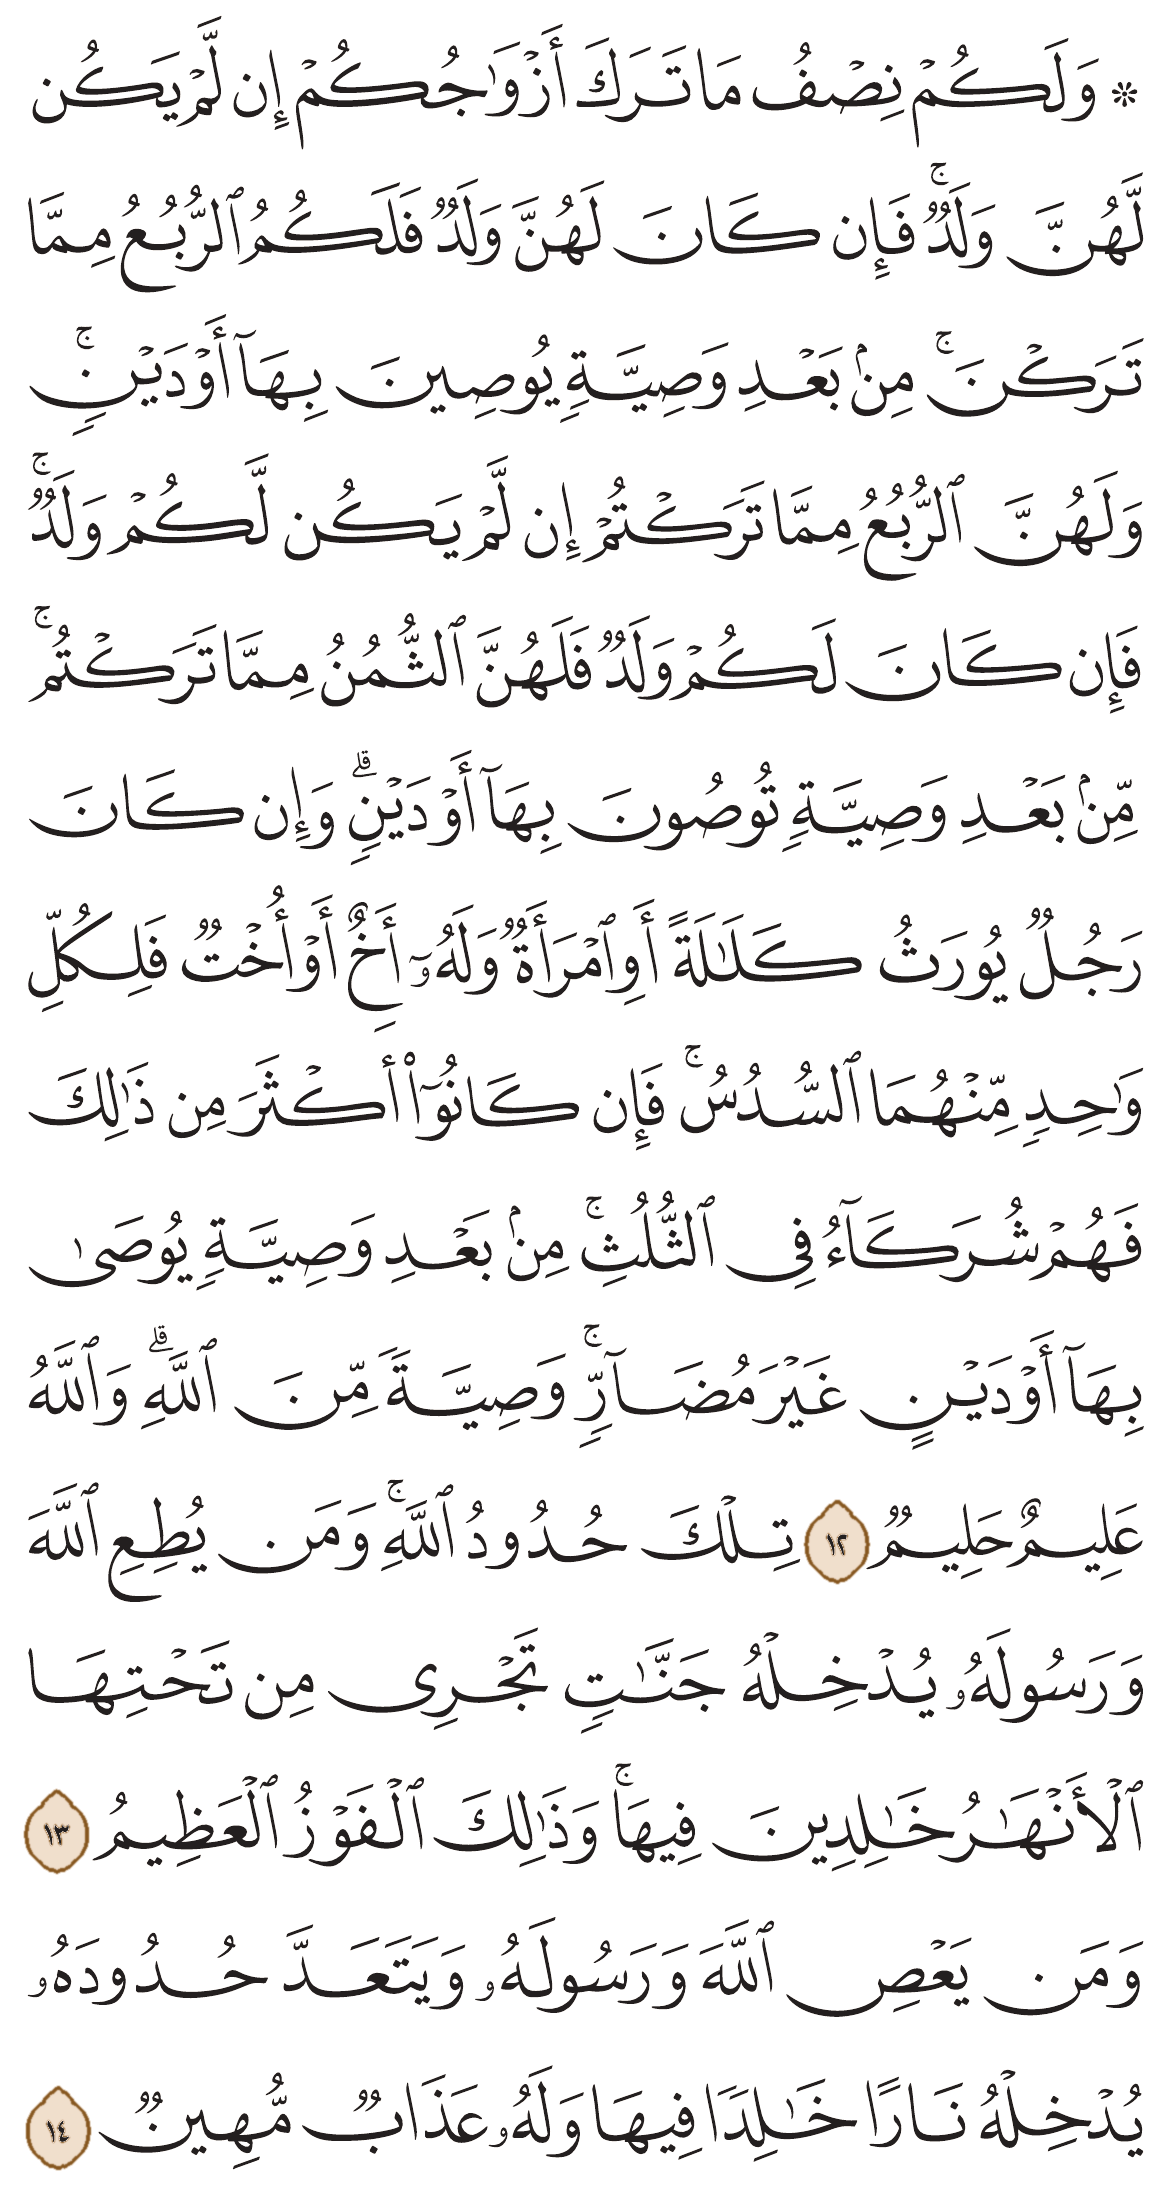 ۞ وَلَكُمْ نِصْفُ مَا تَرَكَ أَزْوَٰجُكُمْ إِن لَّمْ يَكُن
لَّهُنَّ وَلَدٌۚ فَإِن كَانَ لَهُنَّ وَلَدٌ فَلَكُمُ ٱلرُّبُعُ مِمَّا
تَرَكْنَۚ مِنۢ بَعْدِ وَصِيَّةٍ يُوصِينَ بِهَآ أَوْ دَيْنٍۚ
وَلَهُنَّ ٱلرُّبُعُ مِمَّا تَرَكْتُمْ إِن لَّمْ يَكُن لَّكُمْ وَلَدٌۚ
فَإِن كَانَ لَكُمْ وَلَدٌ فَلَهُنَّ ٱلثُّمُنُ مِمَّا تَرَكْتُمۚ
مِّنۢ بَعْدِ وَصِيَّةٍ تُوصُونَ بِهَآ أَوْ دَيْنٍۗ وَإِن كَانَ
رَجُلٌ يُورَثُ كَلَٰلَةً أَوِ ٱمْرَأَةٌ وَلَهُۥٓ أَخٌ أَوْ أُخْتٌ فَلِكُلِّ
وَٰحِدٍ مِّنْهُمَا ٱلسُّدُسُۚ فَإِن كَانُوٓا۟ أَكْثَرَ مِن ذَٰلِكَ
فَهُمْ شُرَكَآءُ فِى ٱلثُّلُثِۚ مِنۢ بَعْدِ وَصِيَّةٍ يُوصَىٰ
بِهَآ أَوْ دَيْنٍ غَيْرَ مُضَآرٍّۚ وَصِيَّةً مِّنَ ٱللَّهِۗ وَٱللَّهُ
عَلِيمٌ حَلِيمٌ ١٢ تِلْكَ حُدُودُ ٱللَّهِۚ وَمَن يُطِعِ ٱللَّهَ
وَرَسُولَهُۥ يُدْخِلْهُ جَنَّٰتٍ تَجْرِى مِن تَحْتِهَا
ٱلْأَنْهَٰرُ خَٰلِدِينَ فِيهَاۚ وَذَٰلِكَ ٱلْفَوْزُ ٱلْعَظِيمُ ١٣
وَمَن يَعْصِ ٱللَّهَ وَرَسُولَهُۥ وَيَتَعَدَّ حُدُودَهُۥ
يُدْخِلْهُ نَارًا خَٰلِدًا فِيهَا وَلَهُۥ عَذَابٌ مُّهِينٌ ١٤